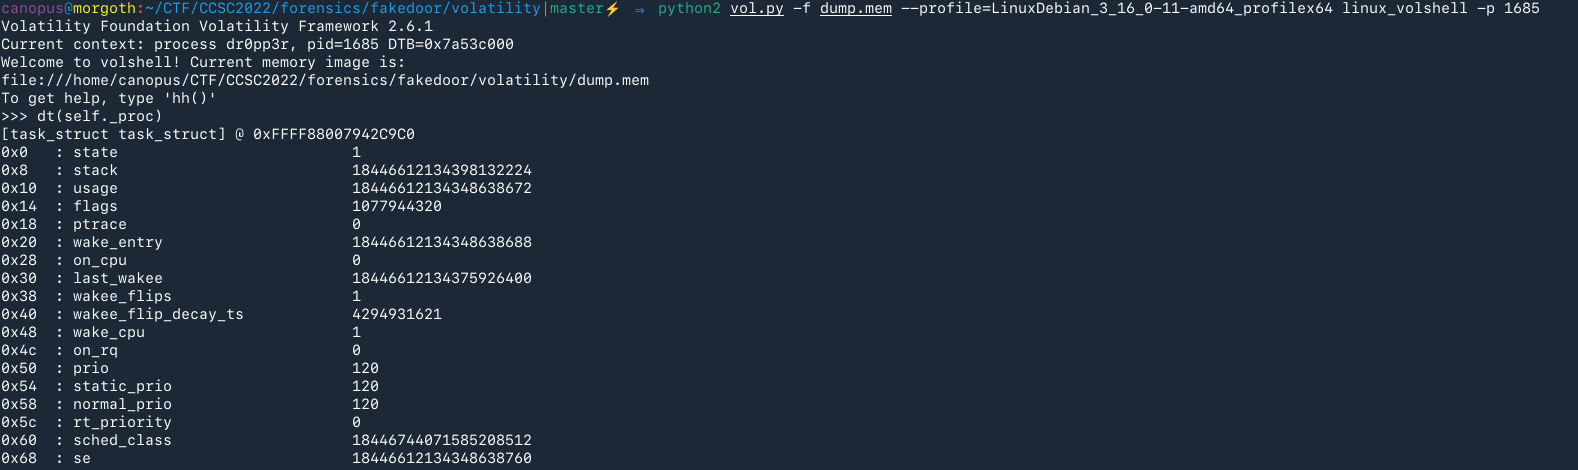 canopus@morgoth:~/CTF/CCSC2022/forensics/fakedoor/volatility|master⚡ ⇒ python2 vol.py -f dump.mem --profile=LinuxDebian_3_16_0-11-amd64_profilex64 linux_volshell -p 1685
Volatility Foundation Volatility Framework 2.6.1
Current context: process dr0pp3r, pid=1685 DTB=0x7a53c000
Welcome to volshell! Current memory image is:
file:///home/canopus/CTF/CCSC2022/forensics/fakedoor/volatility/dump.mem
To get help, type 'hh()'
>>> dt(self._proc)
[task_struct task_struct] @ 0xFFFF88007942C9C0
0x0   : state                          1
0x8   : stack                          18446612134398132224
0x10  : usage                          18446612134348638672
0x14  : flags                          1077944320
0x18  : ptrace                         0
0x20  : wake_entry                     18446612134348638688
0x28  : on_cpu                         0
0x30  : last_wakee                     18446612134375926400
0x38  : wakee_flips                    1
0x40  : wakee_flip_decay_ts            4294931621
0x48  : wake_cpu                       1
0x4c  : on_rq                          0
0x50  : prio                           120
0x54  : static_prio                    120
0x58  : normal_prio                    120
0x5c  : rt_priority                    0
0x60  : sched_class                    18446744071585208512
0x68  : se                             18446612134348638760